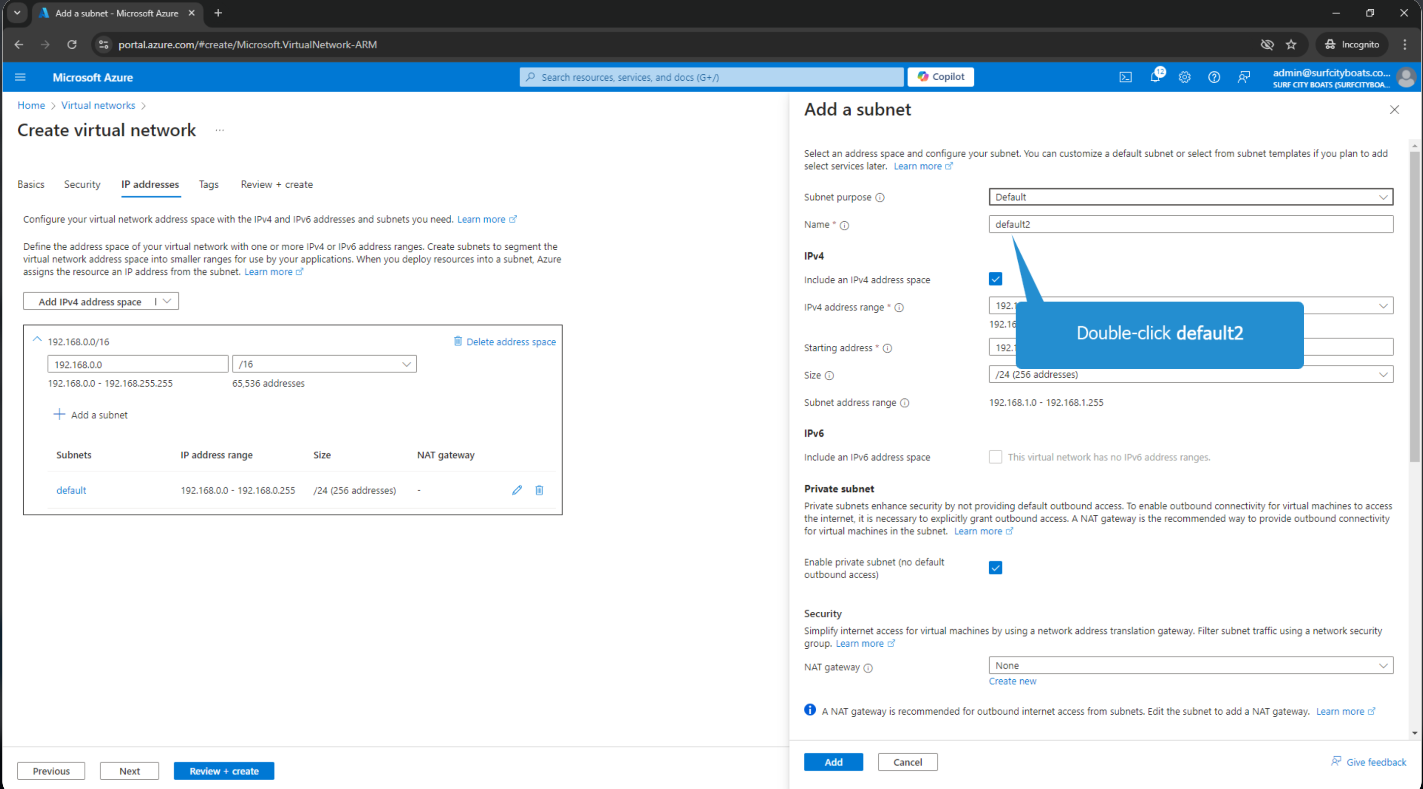 Add a subnet - Microsoft Azure
portal.azure.com/#create/Microsoft.VirtualNetwork-ARM
Incognito
Microsoft Azure
Search resources, services, and docs (G+/)
Copilot
12
admin@surfcityboats.co...
SURF CITY BOATS (SURFCITYBOA...
Home > Virtual networks >
Create virtual network ...
Basics Security IP addresses Tags Review + create
Configure your virtual network address space with the IPv4 and IPv6 addresses and subnets you need. Learn more
Define the address space of your virtual network with one or more IPv4 or IPv6 address ranges. Create subnets to segment the
virtual network address space into smaller ranges for use by your applications. When you deploy resources into a subnet, Azure
assigns the resource an IP address from the subnet. Learn more
Add IPv4 address space
192.168.0.0/16
Delete address space
192.168.0.0 /16
192.168.0.0 - 192.168.255.255 65,536 addresses
Add a subnet
Subnets IP address range Size NAT gateway
default 192.168.0.0 - 192.168.0.255 /24 (256 addresses) -
Previous Next Review + create
Add a subnet
Select an address space and configure your subnet. You can customize a default subnet or select from subnet templates if you plan to add
select services later. Learn more
Subnet purpose Default
Name * default2
IPv4
Include an IPv4 address space
IPv4 address range * 192.1
192.16
Double-click default2
Starting address * 192.1
Size /24 (256 addresses)
Subnet address range 192.168.1.0 - 192.168.1.255
IPv6
Include an IPv6 address space This virtual network has no IPv6 address ranges.
Private subnet
Private subnets enhance security by not providing default outbound access. To enable outbound connectivity for virtual machines to access
the internet, it is necessary to explicitly grant outbound access. A NAT gateway is the recommended way to provide outbound connectivity
for virtual machines in the subnet. Learn more
Enable private subnet (no default
outbound access)
Security
Simplify internet access for virtual machines by using a network address translation gateway. Filter subnet traffic using a network security
group. Learn more
NAT gateway None
Create new
A NAT gateway is recommended for outbound internet access from subnets. Edit the subnet to add a NAT gateway. Learn more
Add Cancel
Give feedback